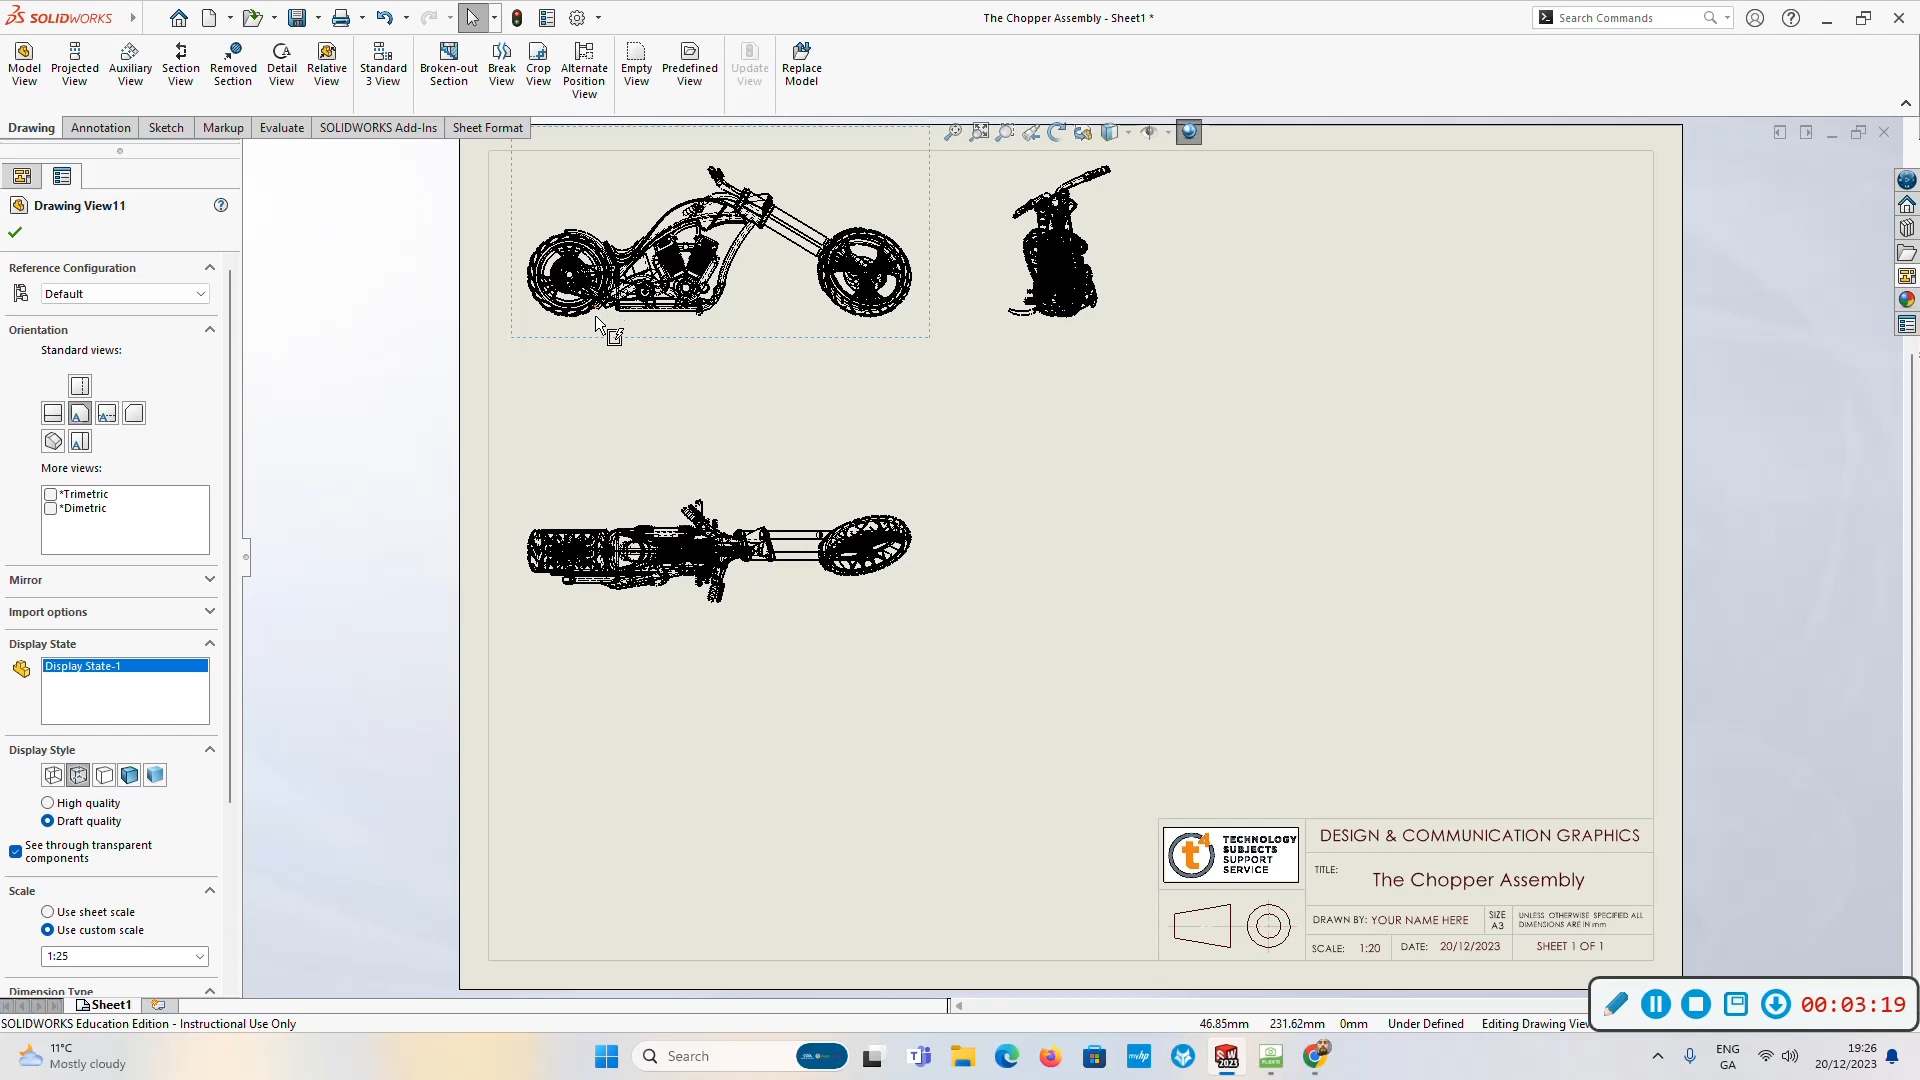 SOLIDWORKS
The Chopper Assembly - Sheet1 *
Search Commands
Model View
Projected View
Auxiliary View
Section View
Removed Section
Detail View
Relative View
Standard 3 View
Broken-out Section
Break View
Crop View
Alternate Position View
Empty View
Predefined View
Update View
Replace Model
Drawing Annotation Sketch Markup Evaluate SOLIDWORKS Add-Ins Sheet Format
Drawing View11
Reference Configuration
Default
Orientation
Standard views:
More views:
*Trimetric
*Dimetric
Mirror
Import options
Display State
Display State-1
Display Style
High quality
Draft quality
See through transparent
components
Scale
Use sheet scale
Use custom scale
1:25
Dimension Type
TECHNOLOGY
SUBJECTS
SUPPORT
SERVICE
t4
DESIGN & COMMUNICATION GRAPHICS
TITLE:
The Chopper Assembly
DRAWN BY: YOUR NAME HERE
SIZE
A3
UNLESS OTHERWISE SPECIFIED ALL
DIMENSIONS ARE IN mm
SCALE: 1:20
DATE: 20/12/2023
SHEET 1 OF 1
Sheet1
00:03:19
SOLIDWORKS Education Edition - Instructional Use Only
46.85mm 231.62mm 0mm Under Defined Editing Drawing View
11°C
Mostly cloudy
Search
ENG
GA
19:26
20/12/2023